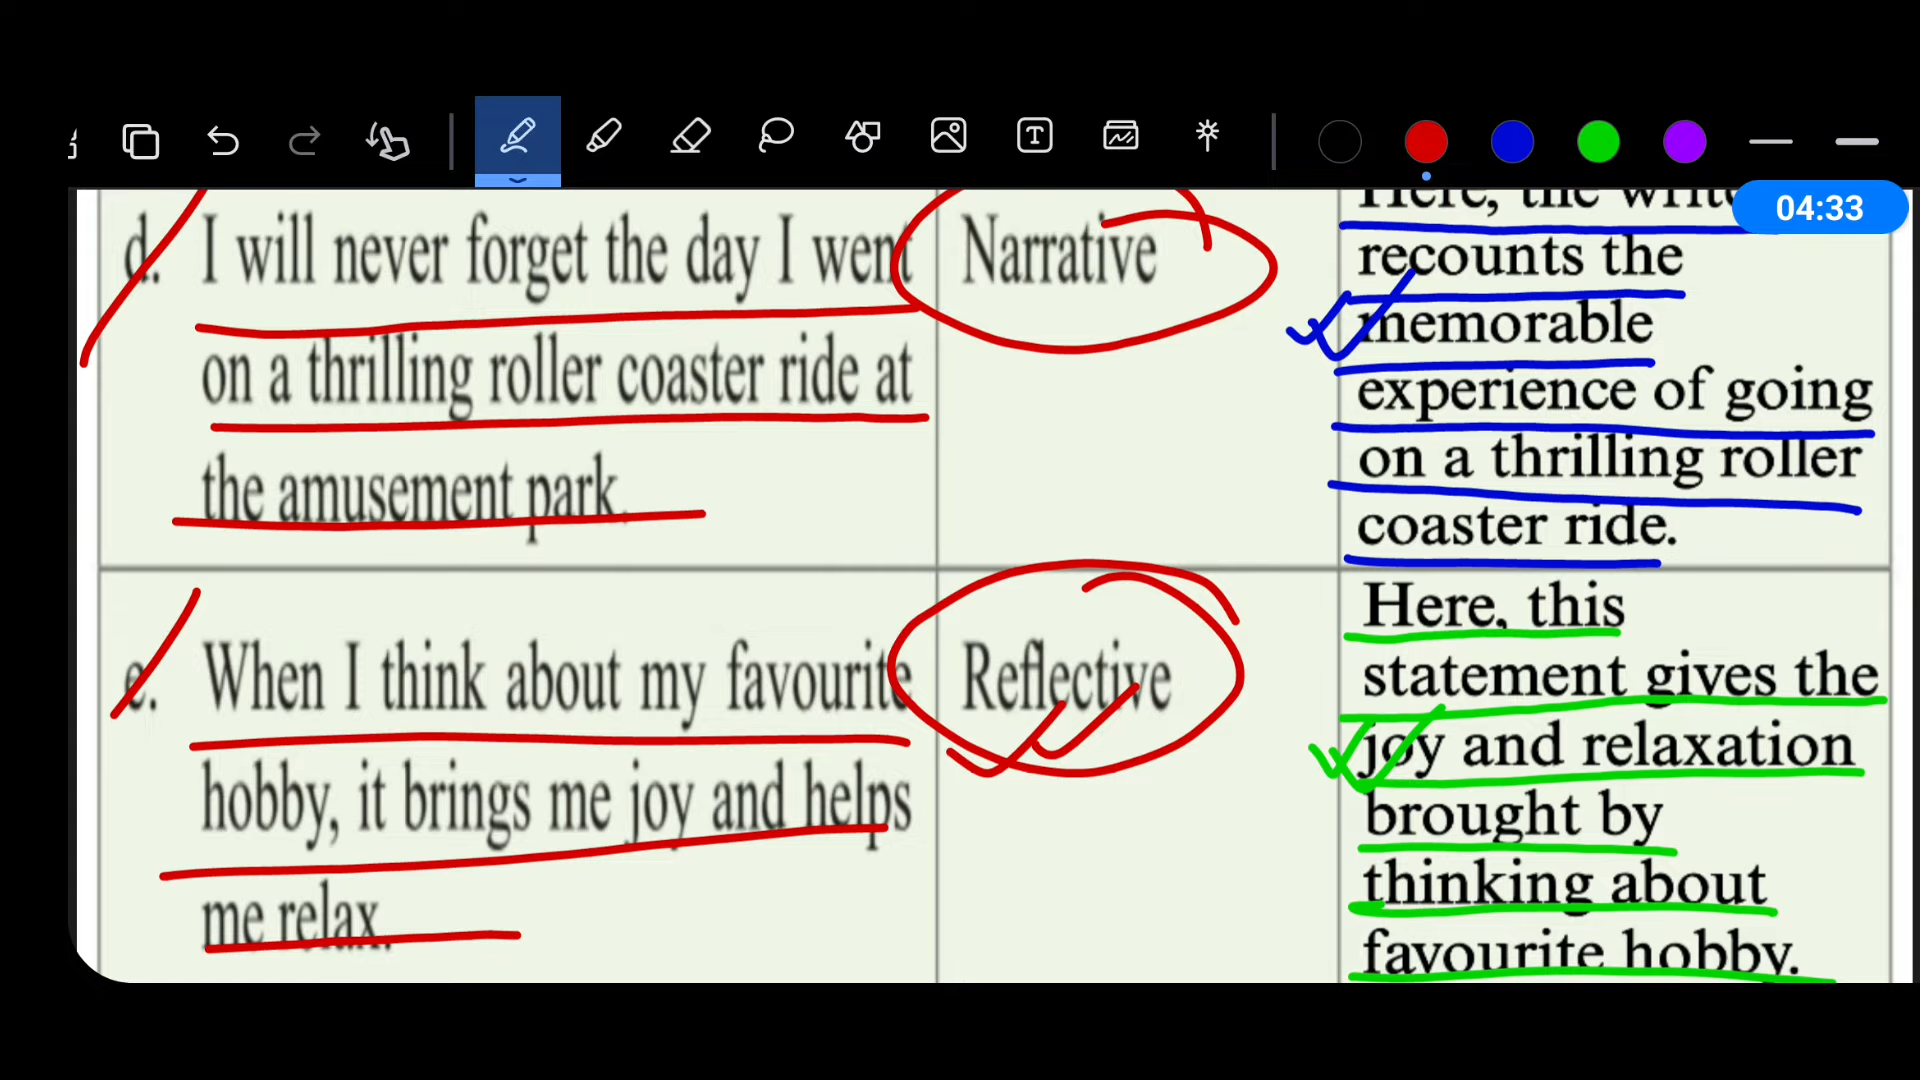 04:33
d. I will never forget the day I went
on a thrilling roller coaster ride at
the amusement park.
Narrative
Here, the write
recounts the
memorable
experience of going
on a thrilling roller
coaster ride.
e. When I think about my favourite
hobby, it brings me joy and helps
me relax.
Reflective
Here, this
statement gives the
joy and relaxation
brought by
thinking about
favourite hobby.